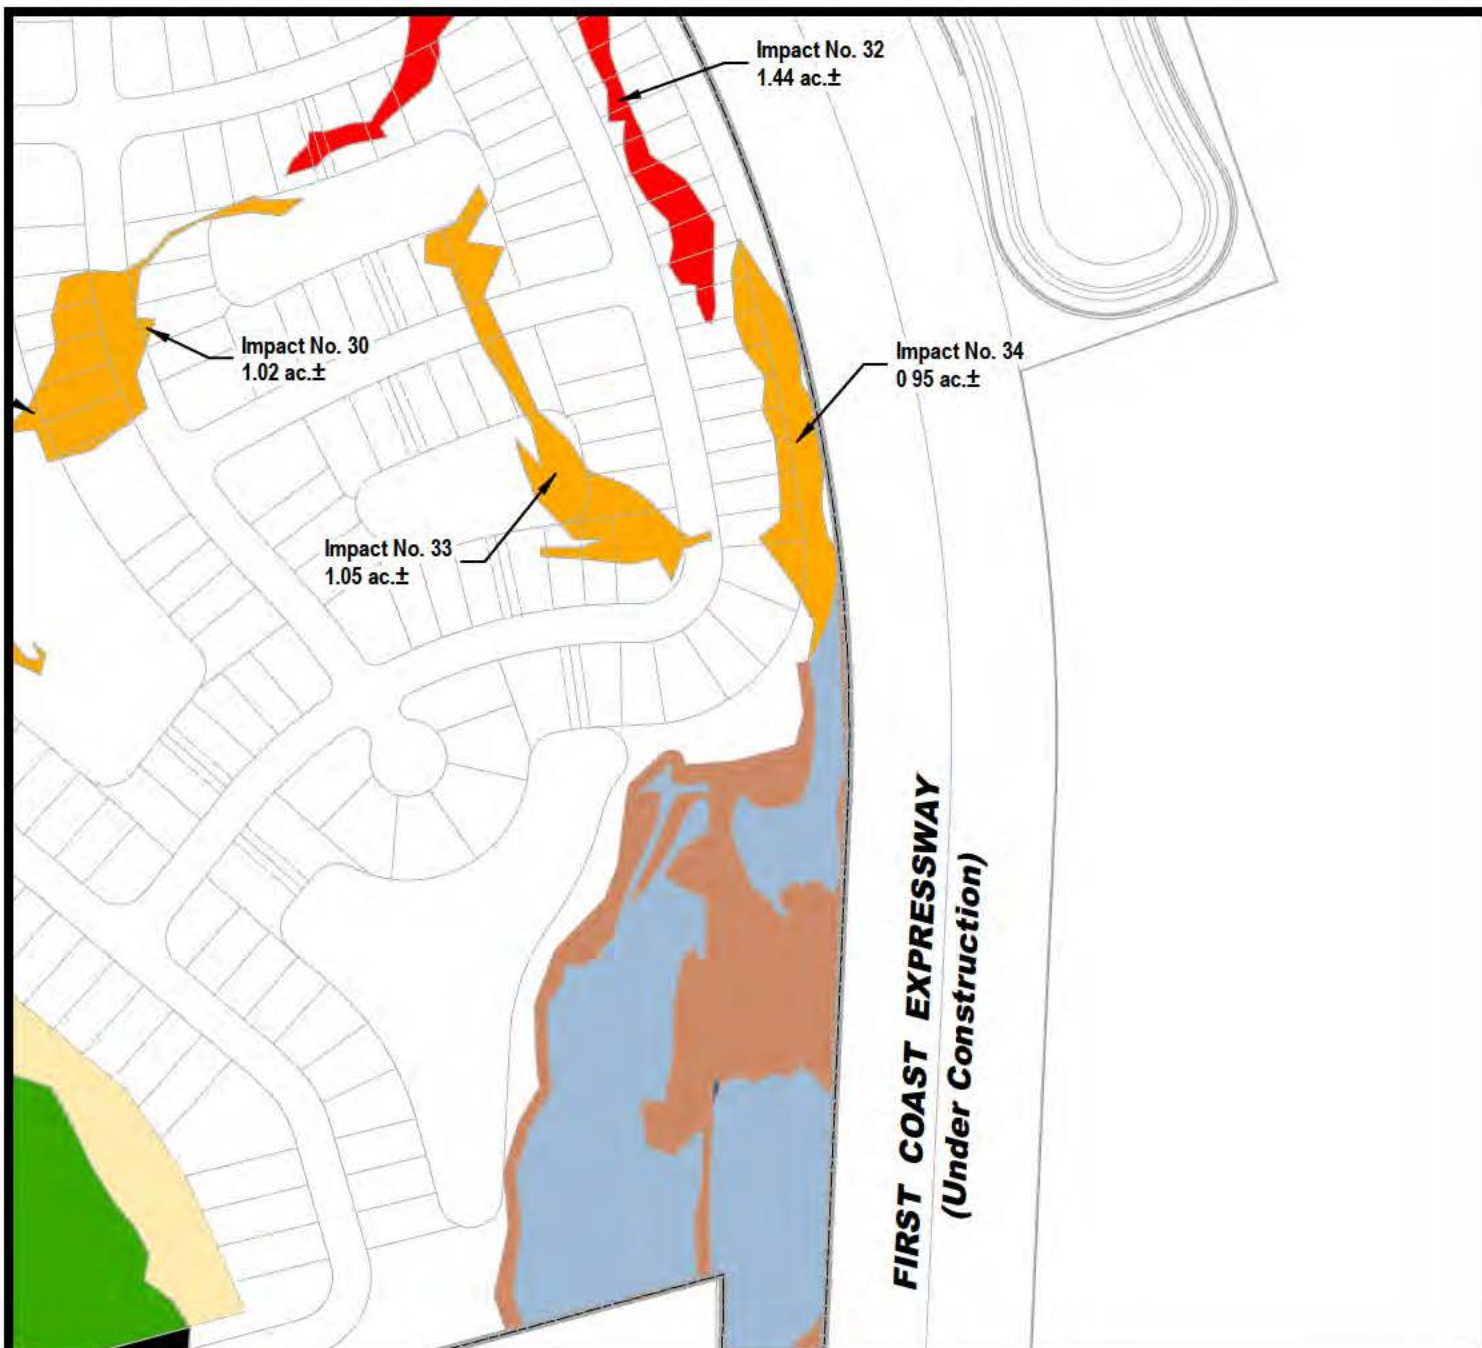 Impact No. 32
1.44 ac.±
Impact No. 30
1.02 ac.±
Impact No. 34
0 95 ac.±
Impact No. 33
1.05 ac.±
FIRST COAST EXPRESSWAY
(Under Construction)